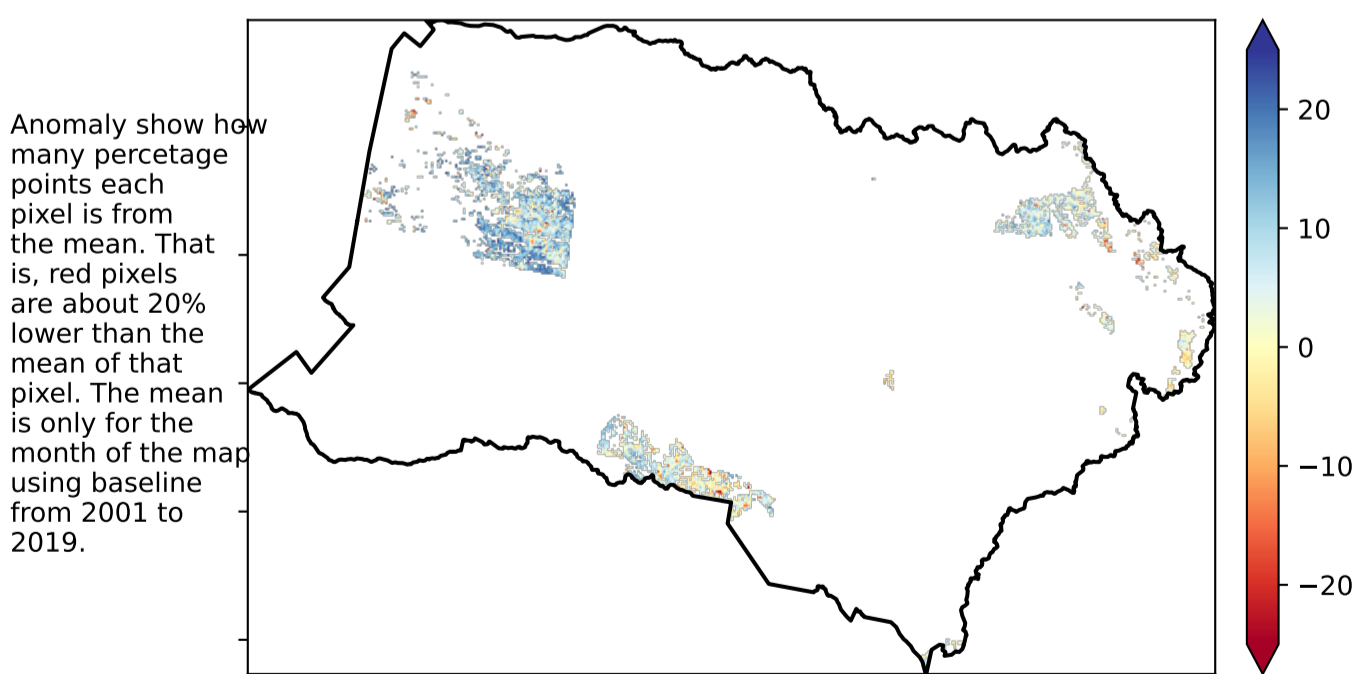 Anomaly show how
many percetage
points each
pixel is from
the mean. That
is, red pixels
are about 20%
lower than the
mean of that
pixel. The mean
is only for the
month of the map
using baseline
from 2001 to
2019.
20
10
0
−10
−20